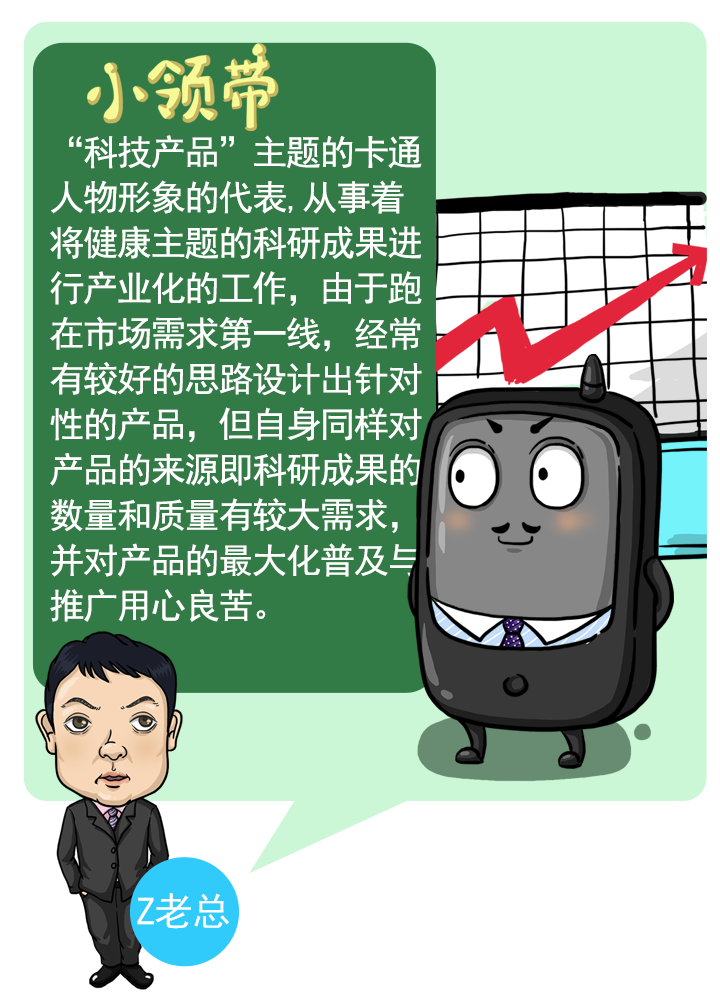 小领带
“科技产品”主题的卡通
人物形象的代表,从事着
将健康主题的科研成果进
行产业化的工作，由于跑
在市场需求第一线，经常
有较好的思路设计出针对
性的产品，但自身同样对
产品的来源即科研成果的
数量和质量有较大需求，
并对产品的最大化普及与
推广用心良苦。
Z老总